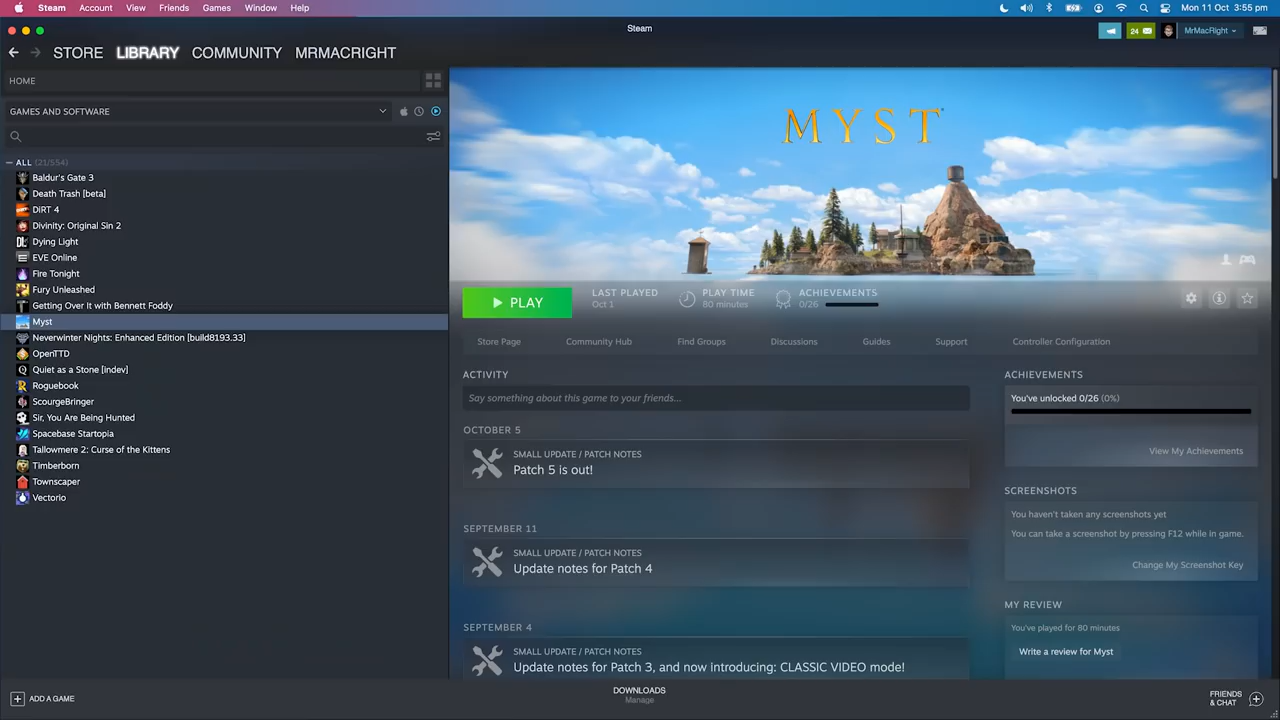 Steam Account View Friends Games Window Help
Mon 11 Oct 3:55 pm
Steam
24
MrMacRight
STORE LIBRARY COMMUNITY MRMACRIGHT
HOME
GAMES AND SOFTWARE
ALL (21/554)
Baldur's Gate 3
Death Trash [beta]
DiRT 4
Divinity: Original Sin 2
Dying Light
EVE Online
Fire Tonight
Fury Unleashed
Getting Over It with Bennett Foddy
Myst
Neverwinter Nights: Enhanced Edition [build8193.33]
OpenTTD
Quiet as a Stone [indev]
Roguebook
ScourgeBringer
Sir, You Are Being Hunted
Spacebase Startopia
Tallowmere 2: Curse of the Kittens
Timberborn
Townscaper
Vectorio
ADD A GAME
MYST
PLAY
LAST PLAYED
Oct 1
PLAY TIME
80 minutes
ACHIEVEMENTS
0/26
Store Page Community Hub Find Groups Discussions Guides Support Controller Configuration
ACTIVITY
Say something about this game to your friends...
OCTOBER 5
SMALL UPDATE / PATCH NOTES
Patch 5 is out!
SEPTEMBER 11
SMALL UPDATE / PATCH NOTES
Update notes for Patch 4
SEPTEMBER 4
SMALL UPDATE / PATCH NOTES
Update notes for Patch 3, and now introducing: CLASSIC VIDEO mode!
ACHIEVEMENTS
You've unlocked 0/26 (0%)
View My Achievements
SCREENSHOTS
You haven't taken any screenshots yet
You can take a screenshot by pressing F12 while in game.
Change My Screenshot Key
MY REVIEW
You've played for 80 minutes
Write a review for Myst
DOWNLOADS
Manage
FRIENDS
& CHAT